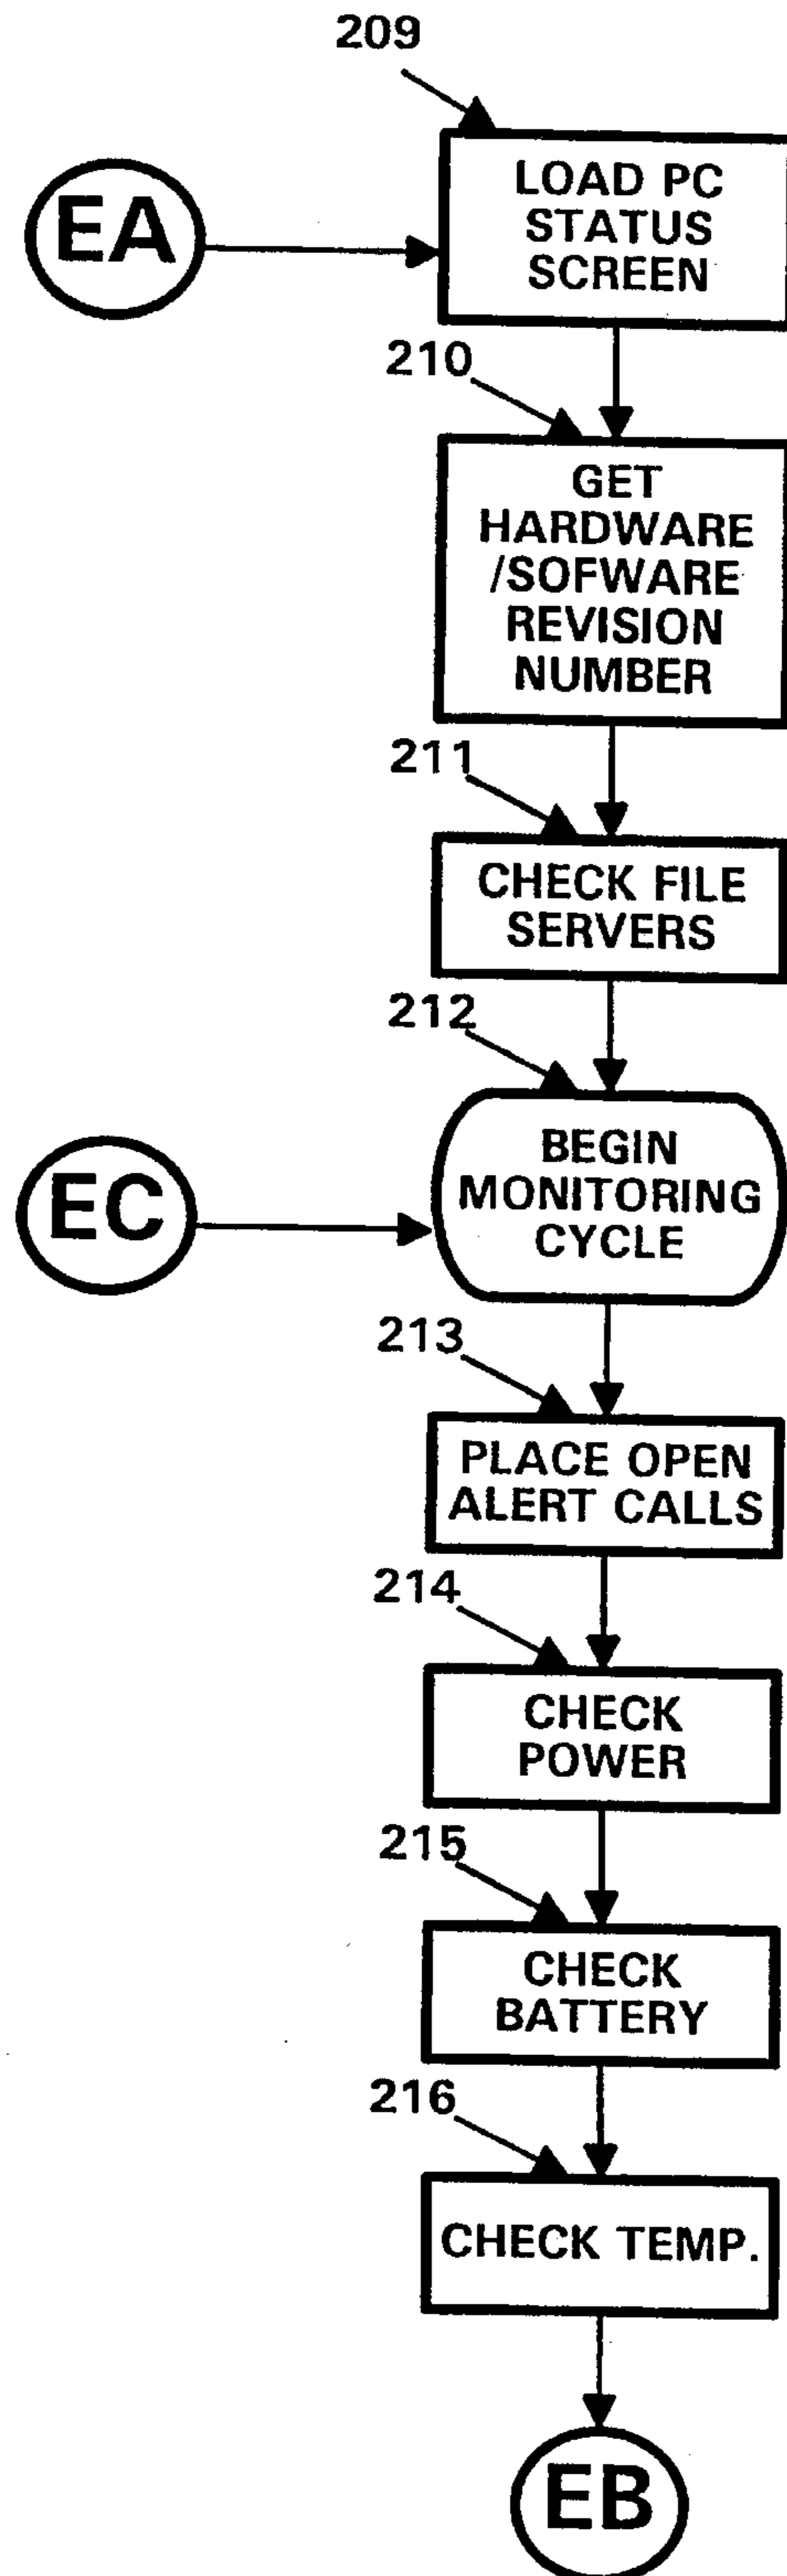 209
EA
LOAD PC
STATUS
SCREEN
210
GET
HARDWARE
/SOFWARE
REVISION
NUMBER
211
CHECK FILE
SERVERS
212
EC
BEGIN
MONITORING
CYCLE
213
PLACE OPEN
ALERT CALLS
214
CHECK
POWER
215
CHECK
BATTERY
216
CHECK TEMP.
EB